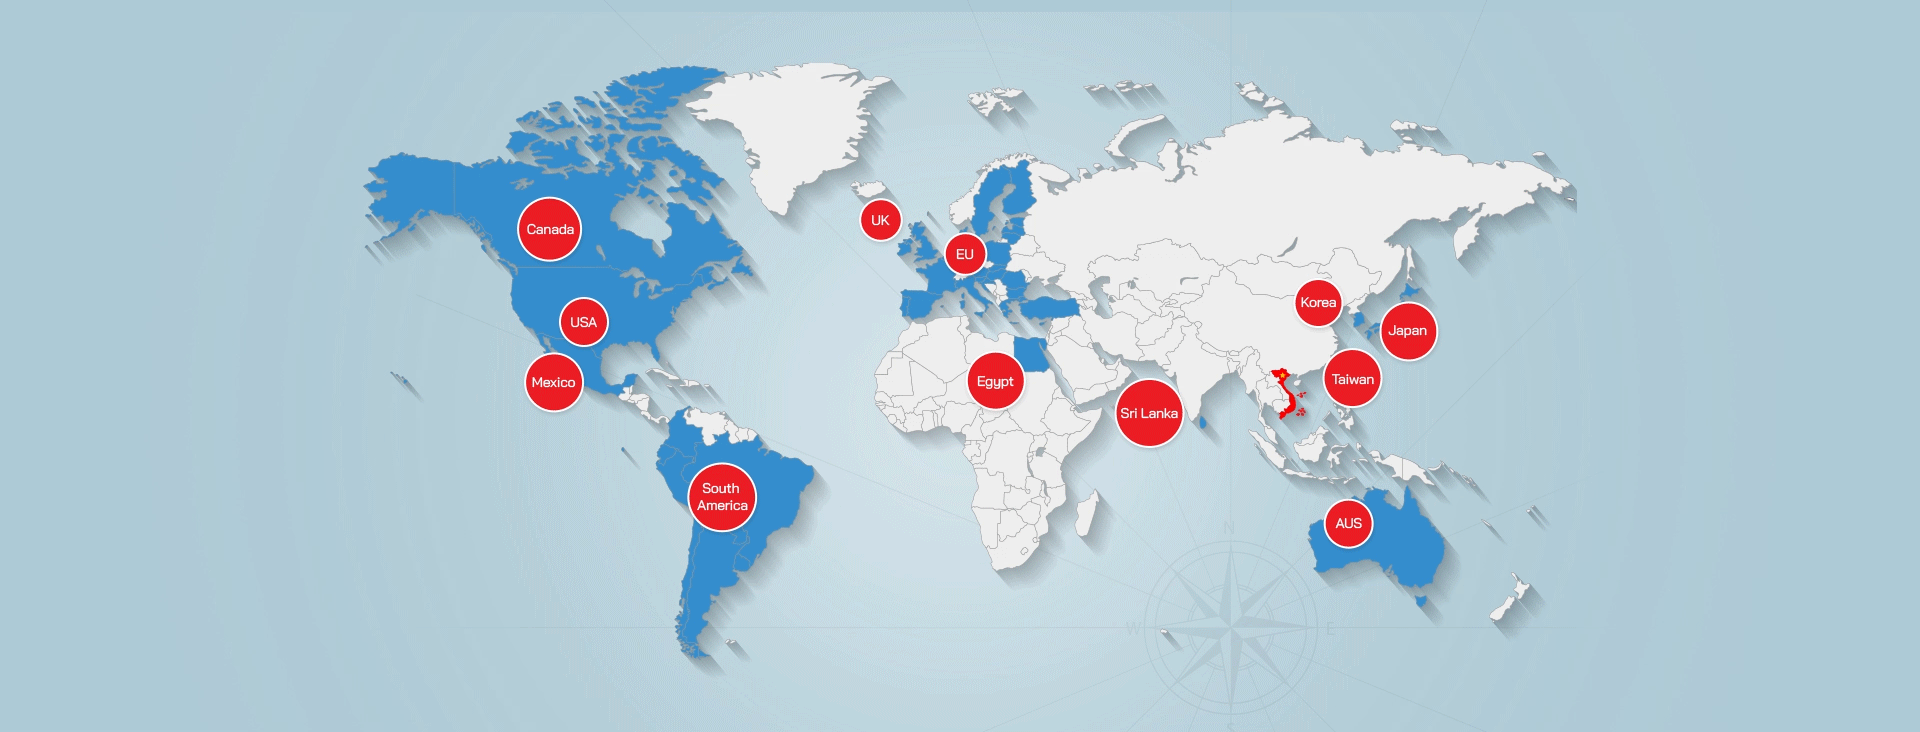 Canada
UK
EU
USA
Korea
Japan
Mexico
Egypt
Taiwan
Sri Lanka
South
America
AUS
N
W
E
S